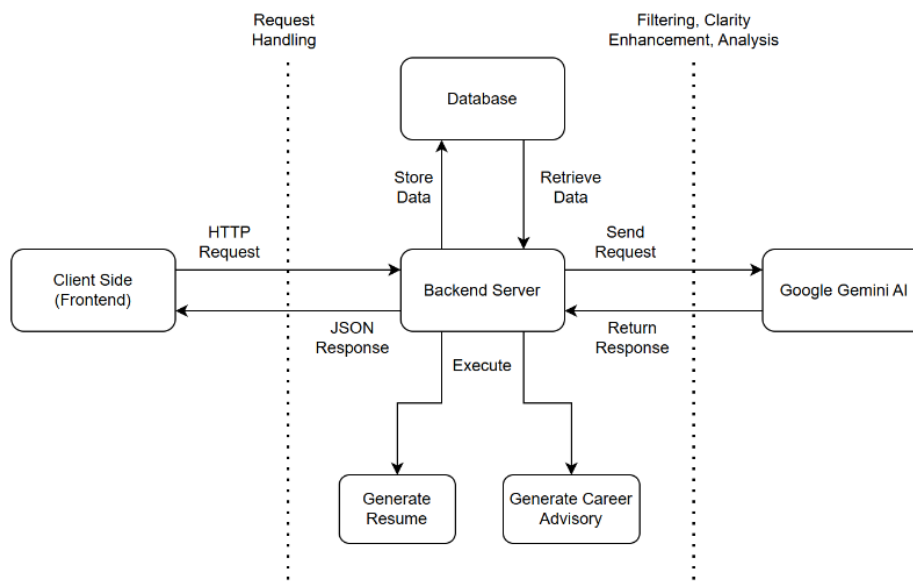 Request
Handling
Filtering, Clarity
Enhancement, Analysis
Database
Store
Data
Retrieve
Data
HTTP
Request
Send
Request
Client Side
(Frontend)
Backend Server
Google Gemini AI
JSON
Response
Return
Response
Execute
Generate
Resume
Generate Career
Advisory